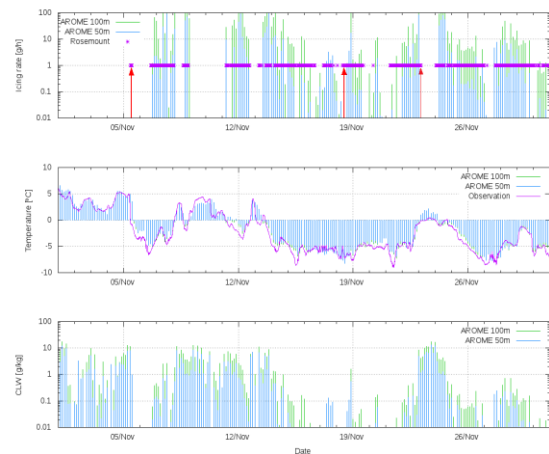 AROME 100m
AROME 50m
Rosemount
Icing rate [g/h]
100
10
1
0.1
0.01
05/Nov 12/Nov 19/Nov 26/Nov
AROME 100m
AROME 50m
Observation
Temperature [°C]
10
5
0
-5
-10
05/Nov 12/Nov 19/Nov 26/Nov
AROME 100m
AROME 50m
CLW [g/kg]
100
10
1
0.1
0.01
05/Nov 12/Nov 19/Nov 26/Nov
Date